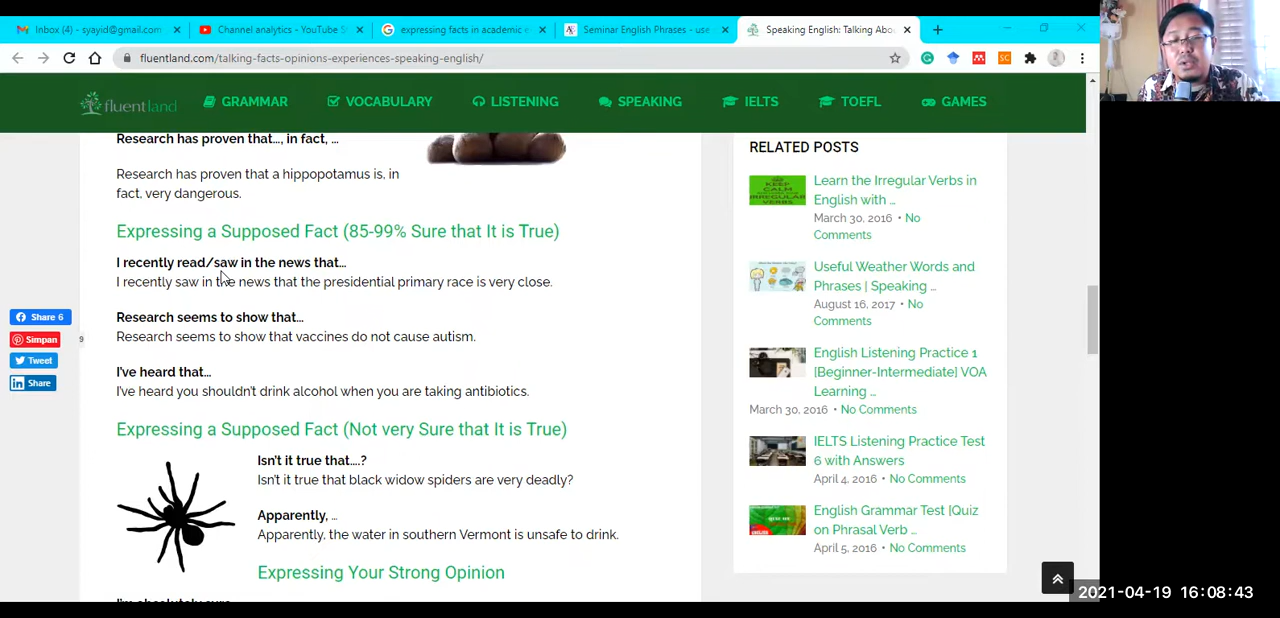 Inbox (4) - syayid@gmail.com
Channel analytics - YouTube S
expressing facts in academic e
Seminar English Phrases - use
Speaking English: Talking Abo
fluentland.com/talking-facts-opinions-experiences-speaking-english/
fluentland
GRAMMAR
VOCABULARY
LISTENING
SPEAKING
IELTS
TOEFL
GAMES
Research has proven that…, in fact, …
Research has proven that a hippopotamus is, in
fact, very dangerous.
Expressing a Supposed Fact (85-99% Sure that It is True)
I recently read/saw in the news that…
I recently saw in the news that the presidential primary race is very close.
Research seems to show that…
Research seems to show that vaccines do not cause autism.
I've heard that…
I've heard you shouldn't drink alcohol when you are taking antibiotics.
Expressing a Supposed Fact (Not very Sure that It is True)
Isn't it true that….?
Isn't it true that black widow spiders are very deadly?
Apparently, …
Apparently, the water in southern Vermont is unsafe to drink.
Expressing Your Strong Opinion
I'm absolutely sure
Share 6
Simpan
9
Tweet
Share
RELATED POSTS
Learn the Irregular Verbs in
English with …
March 30, 2016 • No
Comments
Useful Weather Words and
Phrases | Speaking …
August 16, 2017 • No
Comments
English Listening Practice 1
[Beginner-Intermediate] VOA
Learning …
March 30, 2016 • No Comments
IELTS Listening Practice Test
6 with Answers
April 4, 2016 • No Comments
English Grammar Test [Quiz
on Phrasal Verb …
April 5, 2016 • No Comments
2021-04-19 16:08:43